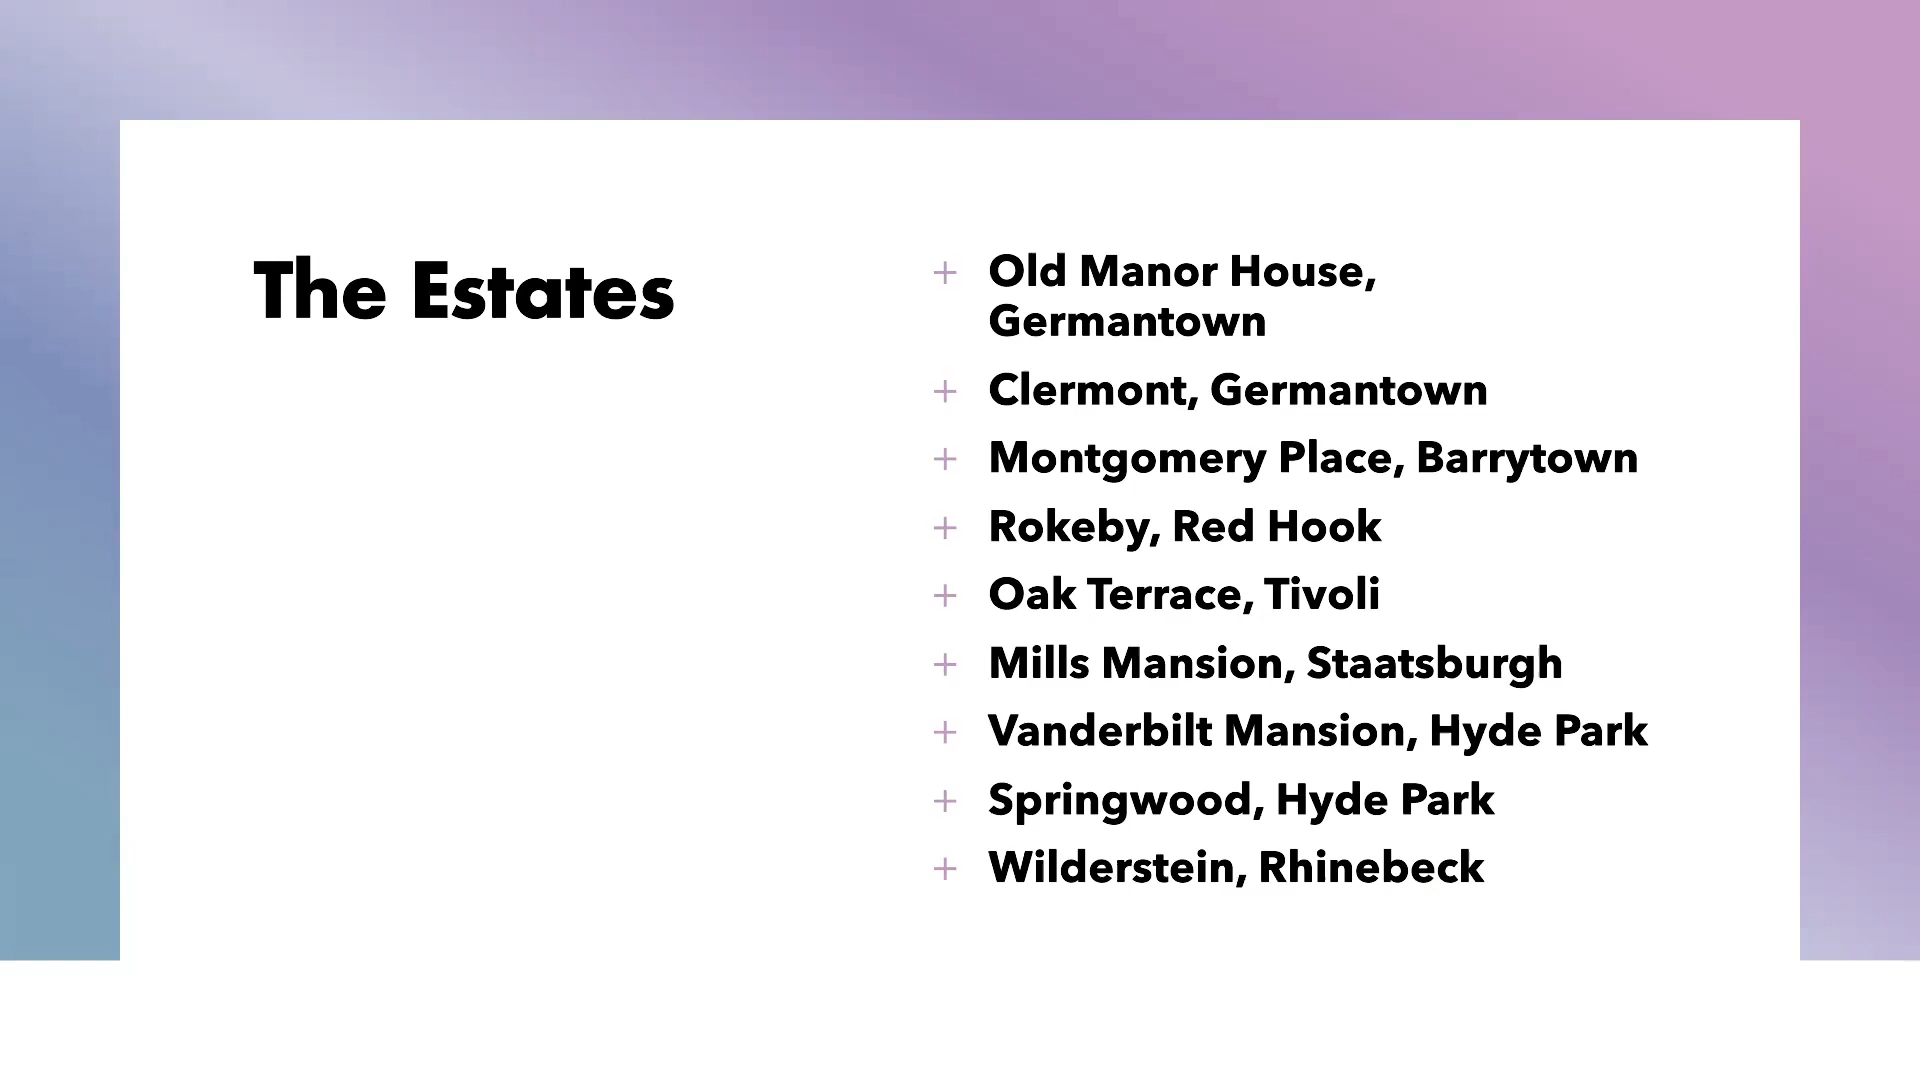 The Estates
+ Old Manor House,
Germantown
+ Clermont, Germantown
+ Montgomery Place, Barrytown
+ Rokeby, Red Hook
+ Oak Terrace, Tivoli
+ Mills Mansion, Staatsburgh
+ Vanderbilt Mansion, Hyde Park
+ Springwood, Hyde Park
+ Wilderstein, Rhinebeck